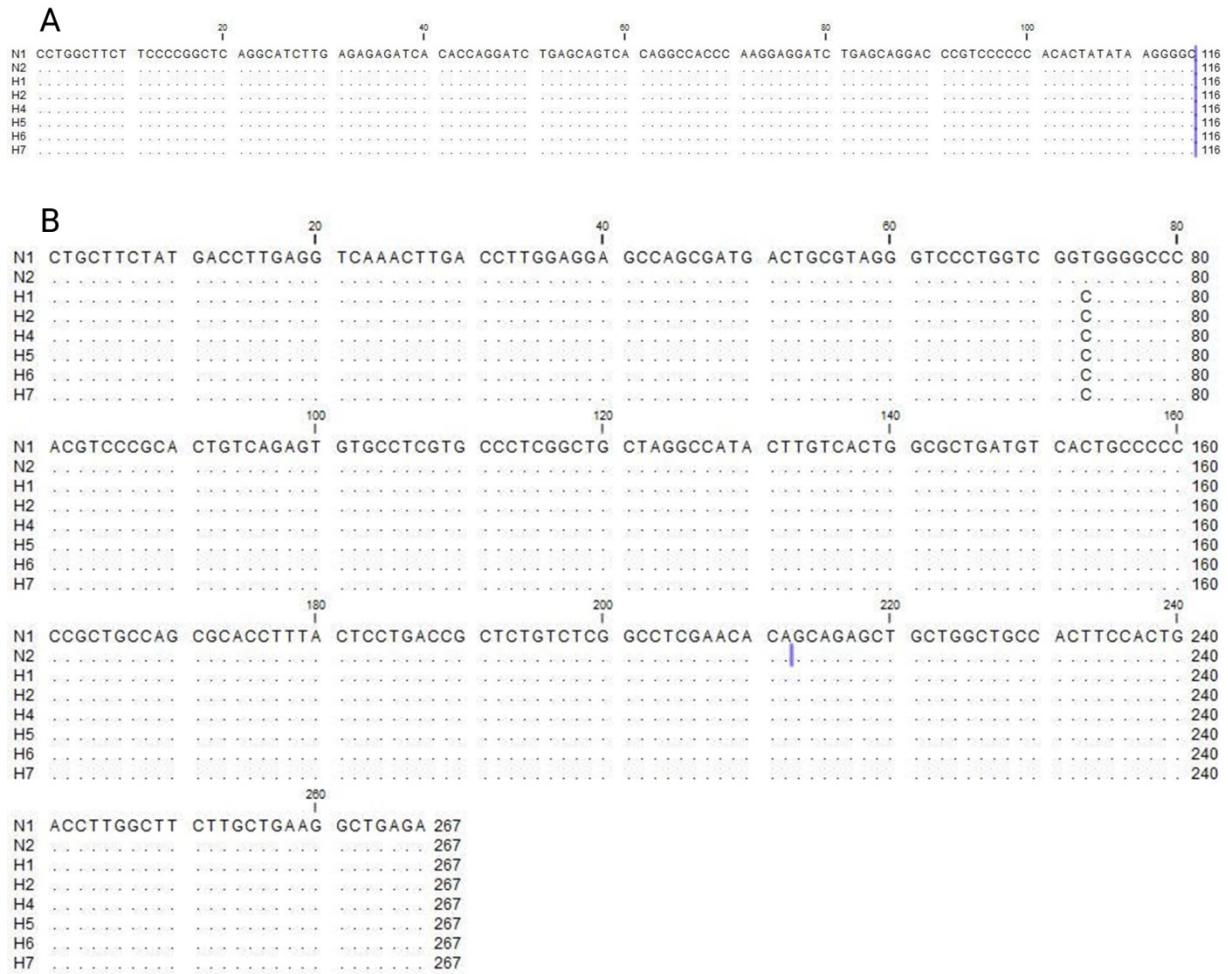 A
20 40 60 80 100
N1 CCTGGCTTCT TCCCCGGCTC AGGCATCTTG AGAGAGATCA CACCAGGATC TGAGCAGTCA CAGGCCACCC AAGGAGGATC TGAGCAGGAC CCGTCCCCCC ACACTATATA AGGGGC 116
N2 116
H1 116
H2 116
H4 116
H5 116
H6 116
H7 116
B
20 40 60 80
N1 CTGCTTCTAT GACCTTGAGG TCAAACTTGA CCTTGGAGGA GCCAGCGATG ACTGCGTAGG GTCCCTGGTC GGTGGGGCCC 80
N2 80
H1 C 80
H2 C 80
H4 C 80
H5 C 80
H6 C 80
H7 C 80
100 120 140 160
N1 ACGTCCCGCA CTGTCAGAGT GTGCCTCGTG CCCTCGGCTG CTAGGCCATA CTTGTCACTG GCGCTGATGT CACTGCCCCC 160
N2 160
H1 160
H2 160
H4 160
H5 160
H6 160
H7 160
180 200 220 240
N1 CCGCTGCCAG CGCACCTTTA CTCCTGACCG CTCTGTCTCG GCCTCGAACA CAGCAGAGCT GCTGGCTGCC ACTTCCACTG 240
N2 240
H1 240
H2 240
H4 240
H5 240
H6 240
H7 240
260
N1 ACCTTGGCTT CTTGCTGAAG GCTGAGA 267
N2 267
H1 267
H2 267
H4 267
H5 267
H6 267
H7 267